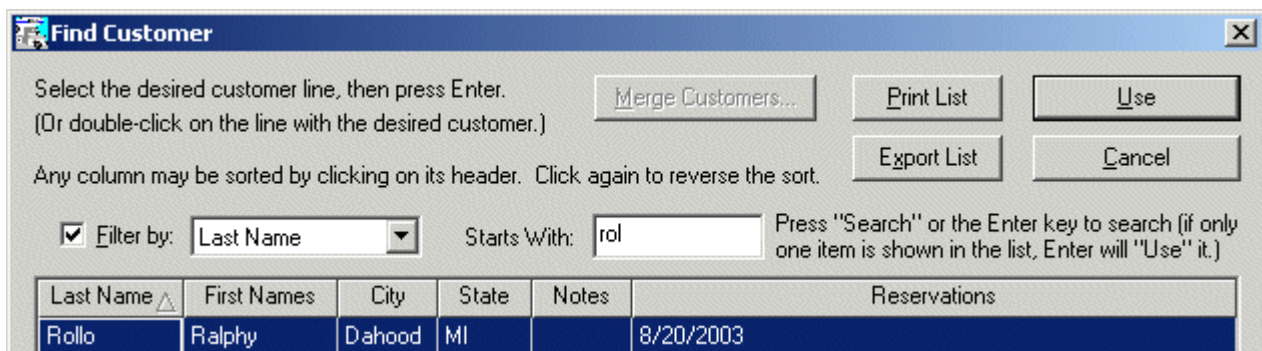 Find Customer
Select the desired customer line, then press Enter.
(Or double-click on the line with the desired customer.)
Merge Customers...
Print List
Use
Export List
Cancel
Any column may be sorted by clicking on its header. Click again to reverse the sort.
Filter by: Last Name Starts With: rol
Press "Search" or the Enter key to search (if only
one item is shown in the list, Enter will "Use" it.)
Last Name First Names City State Notes Reservations
Rollo Ralphy Dahood MI 8/20/2003